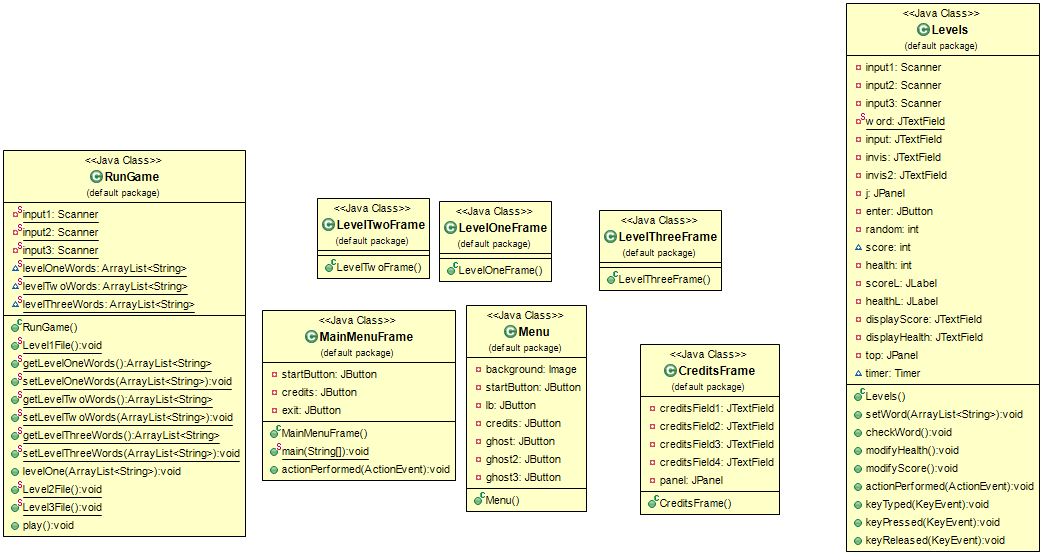 <<Java Class>>
RunGame
(default package)
input1: Scanner
input2: Scanner
input3: Scanner
levelOneWords: ArrayList<String>
levelTwoWords: ArrayList<String>
levelThreeWords: ArrayList<String>
RunGame()
Level1File():void
getLevelOneWords():ArrayList<String>
setLevelOneWords(ArrayList<String>):void
getLevelTwoWords():ArrayList<String>
setLevelTwoWords(ArrayList<String>):void
getLevelThreeWords():ArrayList<String>
setLevelThreeWords(ArrayList<String>):void
levelOne(ArrayList<String>):void
Level2File():void
Level3File():void
play():void
<<Java Class>>
LevelTwoFrame
(default package)
LevelTwoFrame()
<<Java Class>>
LevelOneFrame
(default package)
LevelOneFrame()
<<Java Class>>
LevelThreeFrame
(default package)
LevelThreeFrame()
<<Java Class>>
MainMenuFrame
(default package)
startButton: JButton
credits: JButton
exit: JButton
MainMenuFrame()
main(String[]):void
actionPerformed(ActionEvent):void
<<Java Class>>
Menu
(default package)
background: Image
startButton: JButton
lb: JButton
credits: JButton
ghost: JButton
ghost2: JButton
ghost3: JButton
Menu()
<<Java Class>>
CreditsFrame
(default package)
creditsField1: JTextField
creditsField2: JTextField
creditsField3: JTextField
creditsField4: JTextField
panel: JPanel
CreditsFrame()
<<Java Class>>
Levels
(default package)
input1: Scanner
input2: Scanner
input3: Scanner
word: JTextField
input: JTextField
invis: JTextField
invis2: JTextField
j: JPanel
enter: JButton
random: int
score: int
health: int
scoreL: JLabel
healthL: JLabel
displayScore: JTextField
displayHealth: JTextField
top: JPanel
timer: Timer
Levels()
setWord(ArrayList<String>):void
checkWord():void
modifyHealth():void
modifyScore():void
actionPerformed(ActionEvent):void
keyTyped(KeyEvent):void
keyPressed(KeyEvent):void
keyReleased(KeyEvent):void